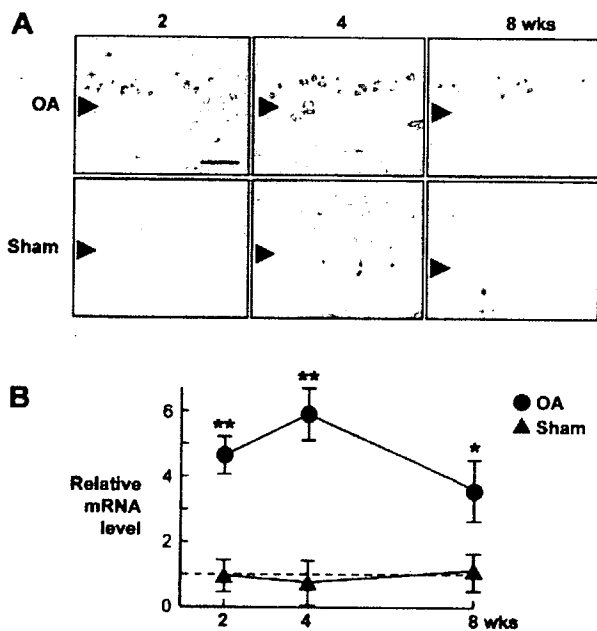 A
2 4 8 wks
OA
Sham
B
** ** *
6
4
2
0
Relative
mRNA
level
OA
Sham
2 4 8 wks